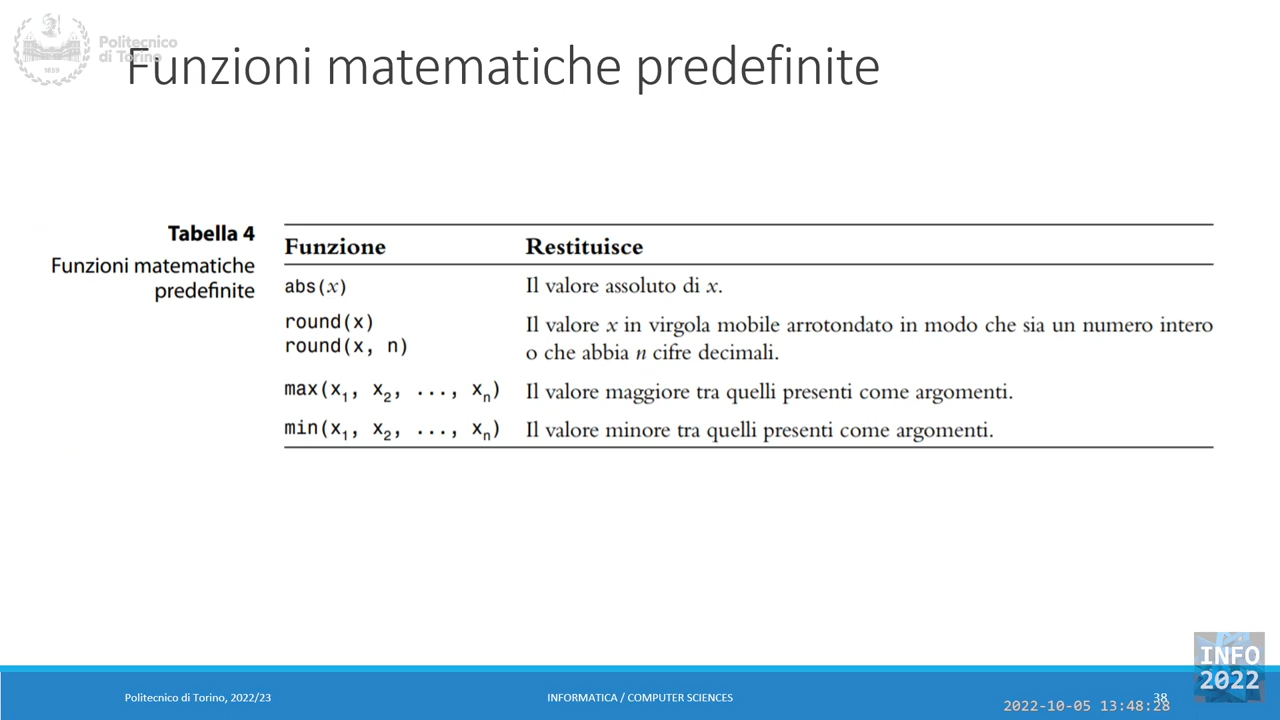 Politecnico
di Torino
1859
Funzioni matematiche predefinite
Tabella 4
Funzioni matematiche
predefinite
Funzione Restituisce
abs(x) Il valore assoluto di x.
round(x) Il valore x in virgola mobile arrotondato in modo che sia un numero intero
round(x, n) o che abbia n cifre decimali.
max(x₁, x₂, ..., xₙ) Il valore maggiore tra quelli presenti come argomenti.
min(x₁, x₂, ..., xₙ) Il valore minore tra quelli presenti come argomenti.
INFO
2022
Politecnico di Torino, 2022/23 INFORMATICA / COMPUTER SCIENCES 38
2022-10-05 13:48:28